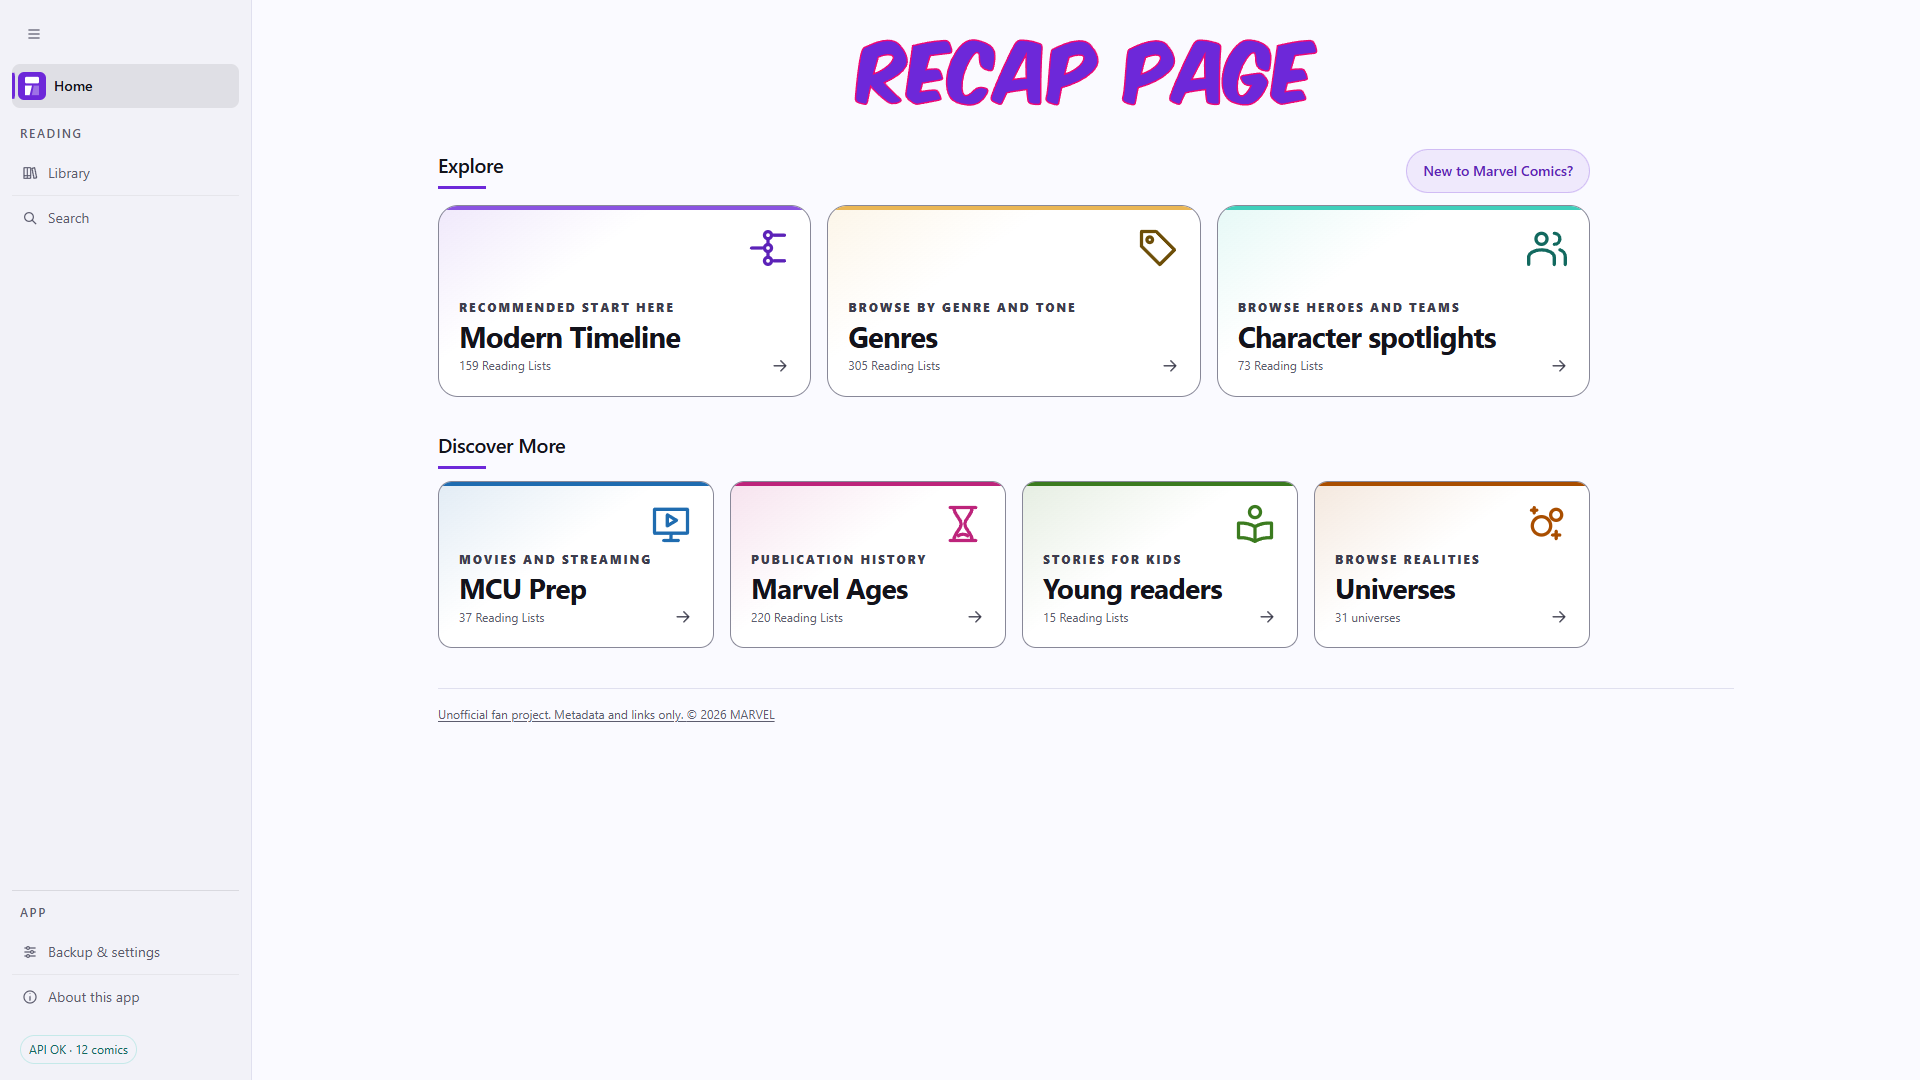 Home
READING
Library
Search
APP
Backup & settings
About this app
API OK · 12 comics
RECAP PAGE
Explore
New to Marvel Comics?
RECOMMENDED START HERE
Modern Timeline
159 Reading Lists
BROWSE BY GENRE AND TONE
Genres
305 Reading Lists
BROWSE HEROES AND TEAMS
Character spotlights
73 Reading Lists
Discover More
MOVIES AND STREAMING
MCU Prep
37 Reading Lists
PUBLICATION HISTORY
Marvel Ages
220 Reading Lists
STORIES FOR KIDS
Young readers
15 Reading Lists
BROWSE REALITIES
Universes
31 universes
Unofficial fan project. Metadata and links only. © 2026 MARVEL